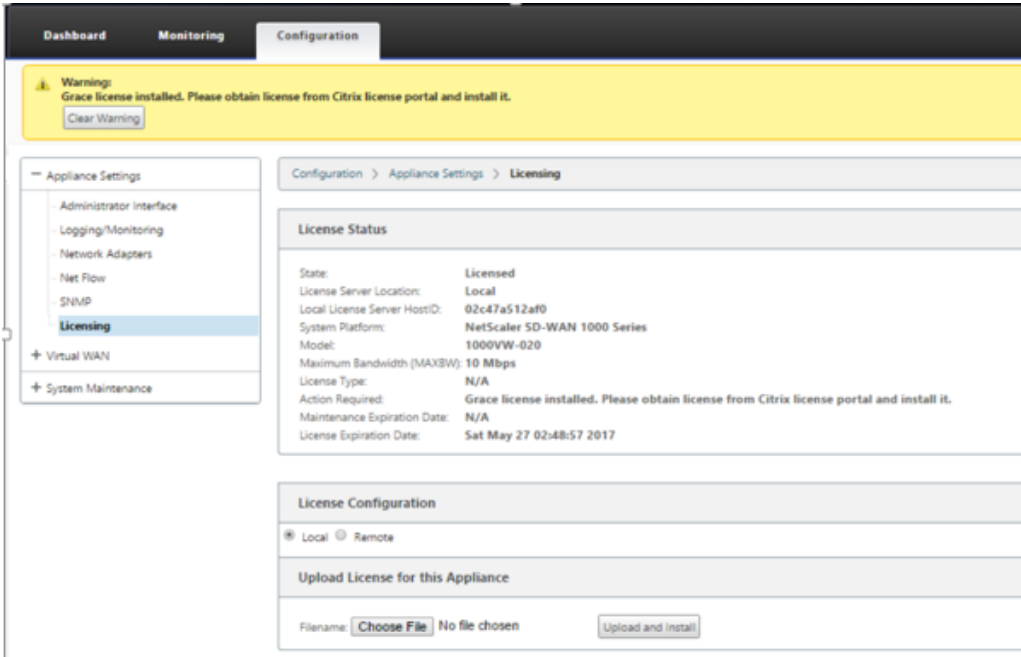 Dashboard Monitoring Configuration
Warning:
Grace license installed. Please obtain license from Citrix license portal and install it.
Clear Warning
Appliance Settings
Administrator Interface
Logging/Monitoring
Network Adapters
Net Flow
SNMP
Licensing
+ Virtual WAN
+ System Maintenance
Configuration > Appliance Settings > Licensing
License Status
State: Licensed
License Server Location: Local
Local License Server HostID: 02c47a512af0
System Platform: NetScaler SD-WAN 1000 Series
Model: 1000VW-020
Maximum Bandwidth (MAXBW): 10 Mbps
License Type: N/A
Action Required: Grace license installed. Please obtain license from Citrix license portal and install it.
Maintenance Expiration Date: N/A
License Expiration Date: Sat May 27 02:48:57 2017
License Configuration
Local Remote
Upload License for this Appliance
Filename: Choose File No file chosen Upload and Install